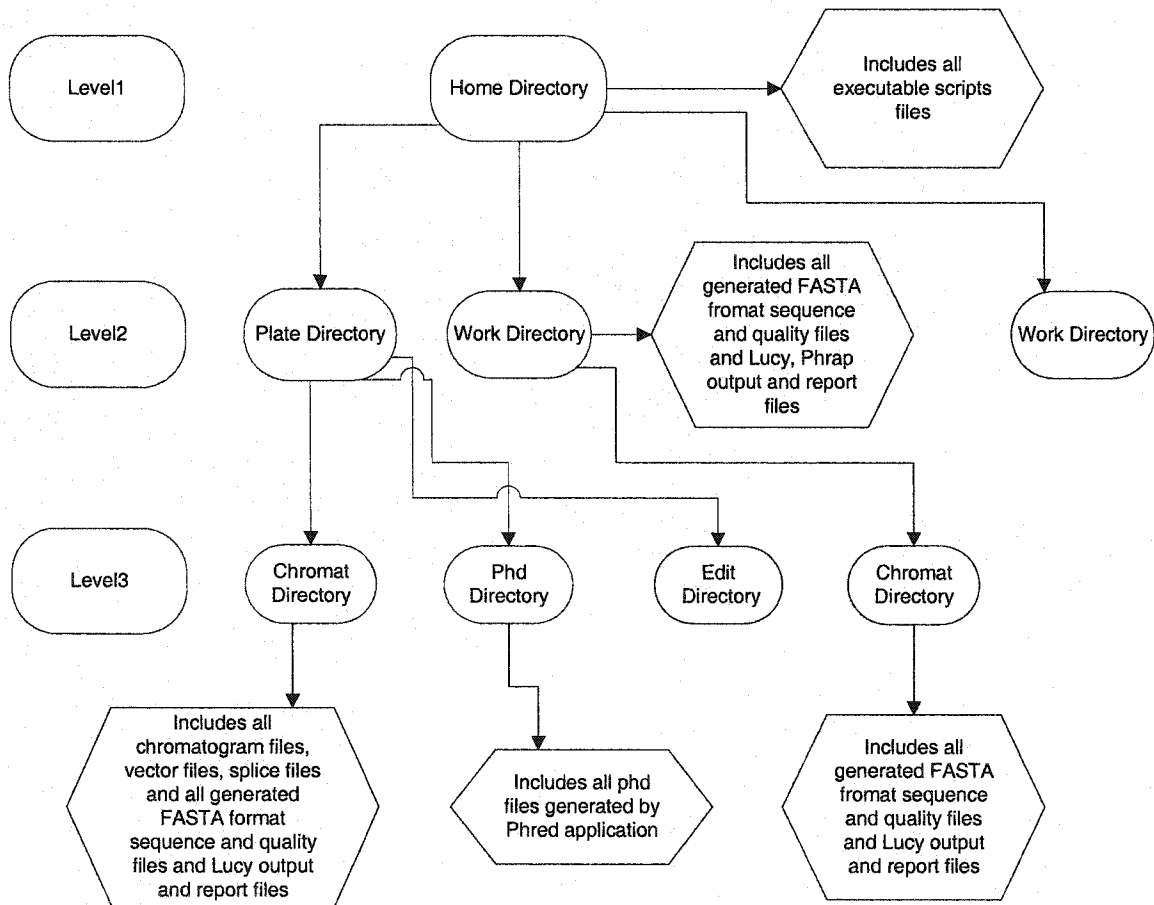 Level1
Home Directory
Includes all
executable scripts
files
Level2
Plate Directory
Work Directory
Includes all
generated FASTA
fromat sequence
and quality files
and Lucy, Phrap
output and report
files
Work Directory
Level3
Chromat
Directory
Phd
Directory
Edit
Directory
Chromat
Directory
Includes all
chromatogram files,
vector files, splice files
and all generated
FASTA format
sequence and quality
files and Lucy output
and report files
Includes all phd
files generated by
Phred application
Includes all
generated FASTA
fromat sequence
and quality files
and Lucy output
and report files